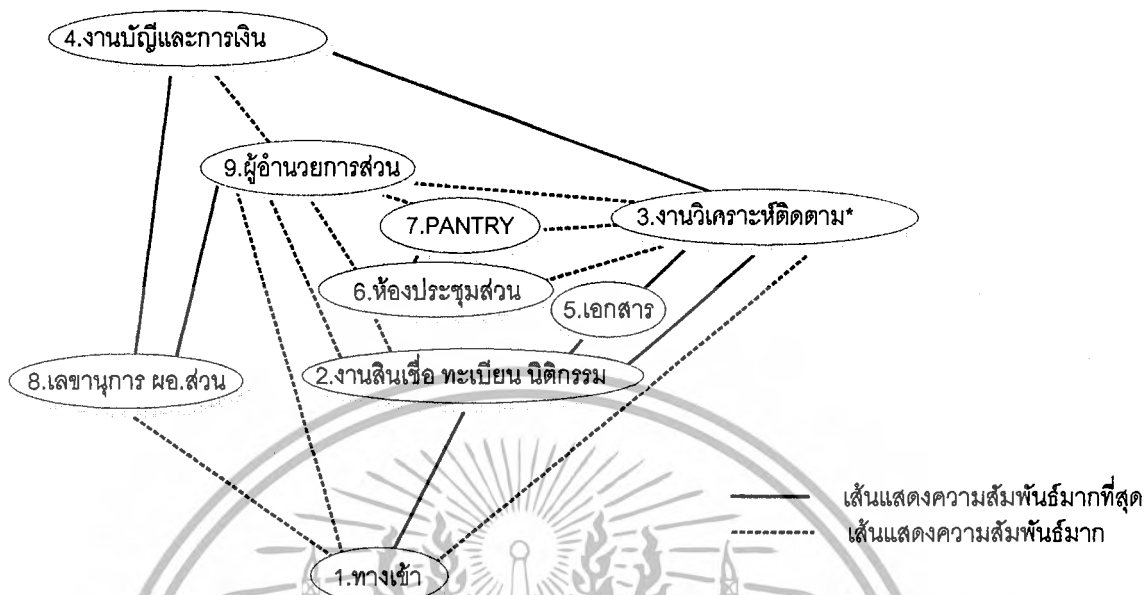 4.งานบัญีและการเงิน
9.ผู้อำนวยการส่วน
3.งานวิเคราะห์ติดตาม*
7.PANTRY
6.ห้องประชุมส่วน
5.เอกสาร
8.เลขานุการ ผอ.ส่วน
2.งานสินเชื่อ ทะเบียน นิติกรรม
เส้นแสดงความสัมพันธ์มากที่สุด
เส้นแสดงความสัมพันธ์มาก
1.ทางเข้า